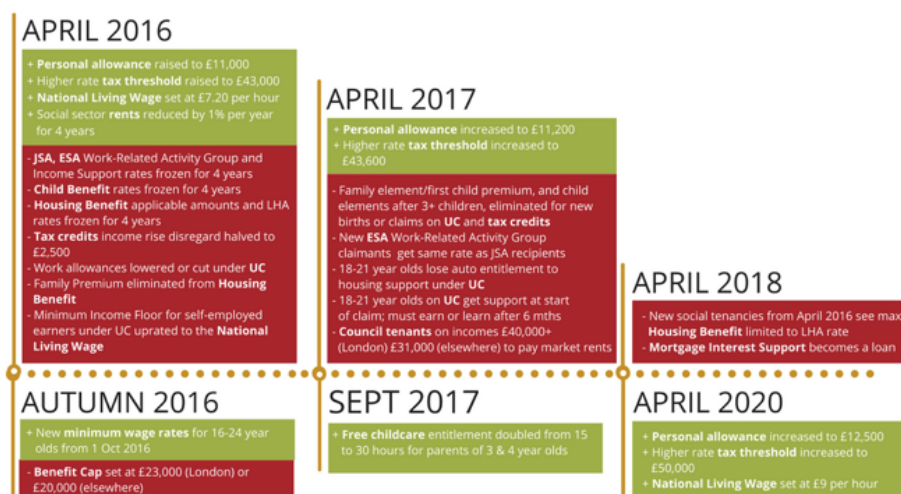 APRIL 2016
+ Personal allowance raised to £11,000
+ Higher rate tax threshold raised to £43,000
+ National Living Wage set at £7.20 per hour
+ Social sector rents reduced by 1% per year
for 4 years
- JSA, ESA Work-Related Activity Group and
Income Support rates frozen for 4 years
- Child Benefit rates frozen for 4 years
- Housing Benefit applicable amounts and LHA
rates frozen for 4 years
- Tax credits income rise disregard halved to
£2,500
- Work allowances lowered or cut under UC
- Family Premium eliminated from Housing
Benefit
- Minimum Income Floor for self-employed
earners under UC uprated to the National
Living Wage
APRIL 2017
+ Personal allowance increased to £11,200
+ Higher rate tax threshold increased to
£43,600
- Family element/first child premium, and child
elements after 3+ children, eliminated for new
births or claims on UC and tax credits
- New ESA Work-Related Activity Group
claimants get same rate as JSA recipients
- 18-21 year olds lose auto entitlement to
housing support under UC
- 18-21 year olds on UC get support at start
of claim; must earn or learn after 6 mths
- Council tenants on incomes £40,000+
(London) £31,000 (elsewhere) to pay market rents
APRIL 2018
- New social tenancies from April 2016 see max
Housing Benefit limited to LHA rate
- Mortgage Interest Support becomes a loan
AUTUMN 2016
+ New minimum wage rates for 16-24 year
olds from 1 Oct 2016
- Benefit Cap set at £23,000 (London) or
£20,000 (elsewhere)
SEPT 2017
+ Free childcare entitlement doubled from 15
to 30 hours for parents of 3 & 4 year olds
APRIL 2020
+ Personal allowance increased to £12,500
+ Higher rate tax threshold increased to
£50,000
+ National Living Wage set at £9 per hour